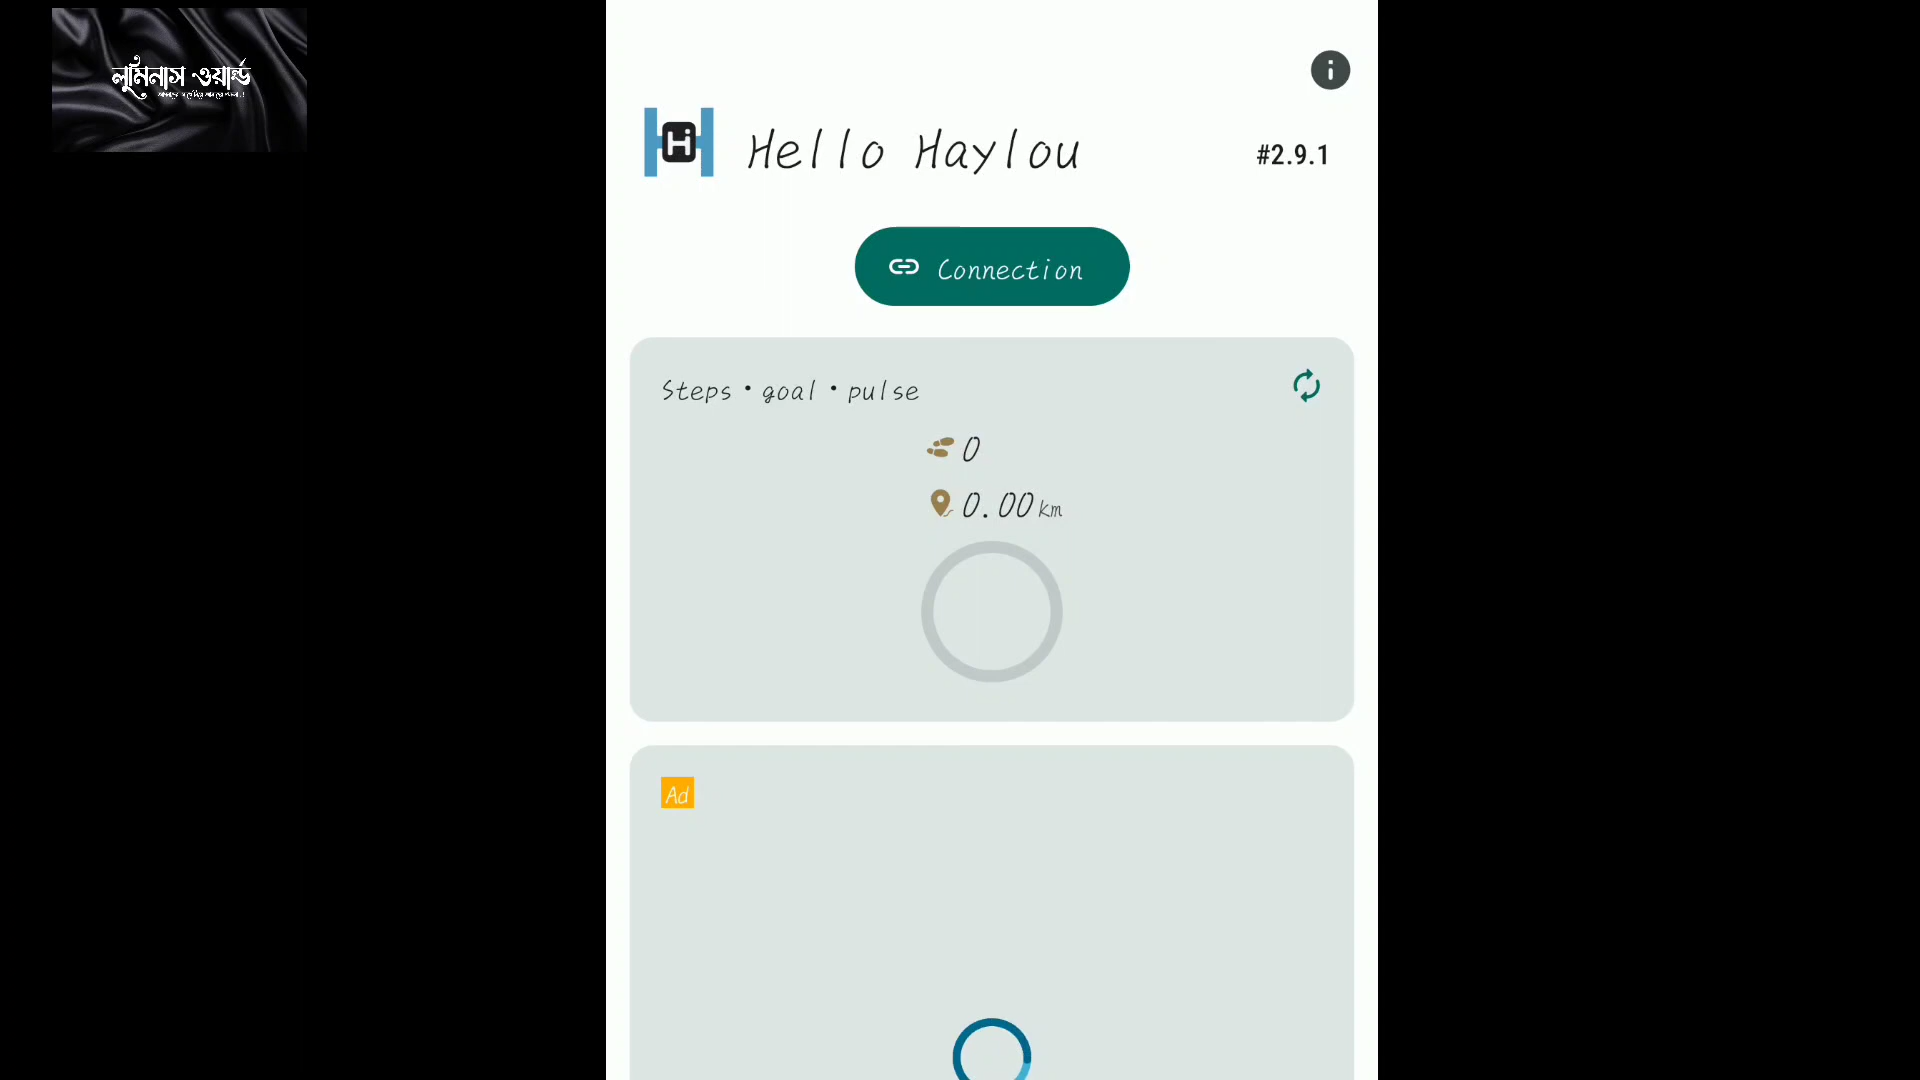 লুমিনাস ওয়ার্ল্ড
Hello Haylou
#2.9.1
Connection
Steps • goal • pulse
0
0.00 km
Ad